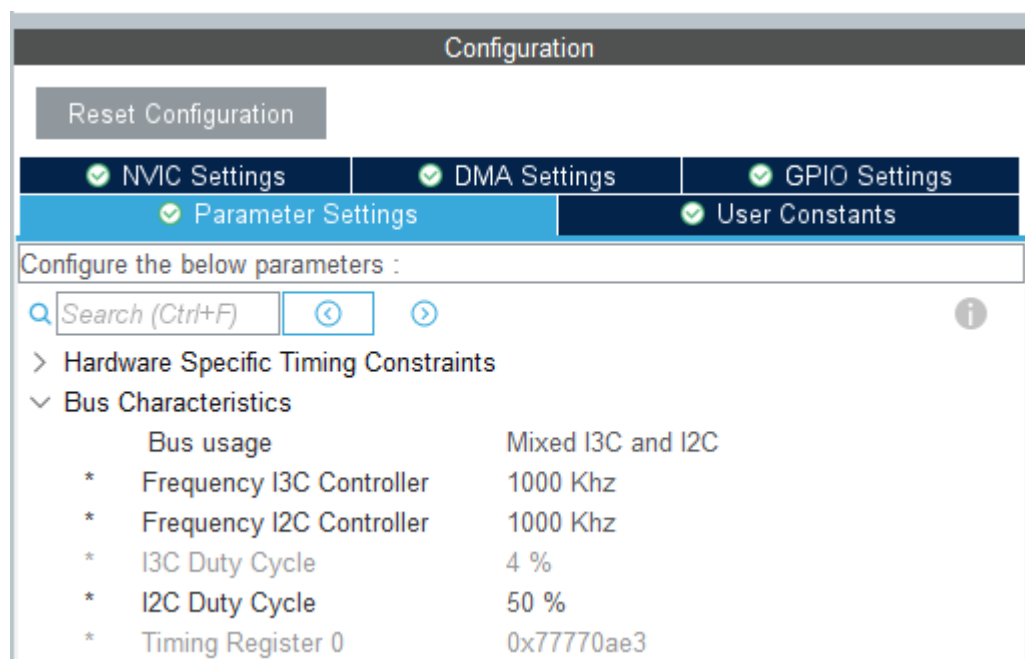 Configuration
Reset Configuration
NVIC Settings DMA Settings GPIO Settings
Parameter Settings User Constants
Configure the below parameters :
Search (Ctrl+F)
Hardware Specific Timing Constraints
Bus Characteristics
Bus usage Mixed I3C and I2C
* Frequency I3C Controller 1000 Khz
* Frequency I2C Controller 1000 Khz
* I3C Duty Cycle 4 %
* I2C Duty Cycle 50 %
* Timing Register 0 0x77770ae3